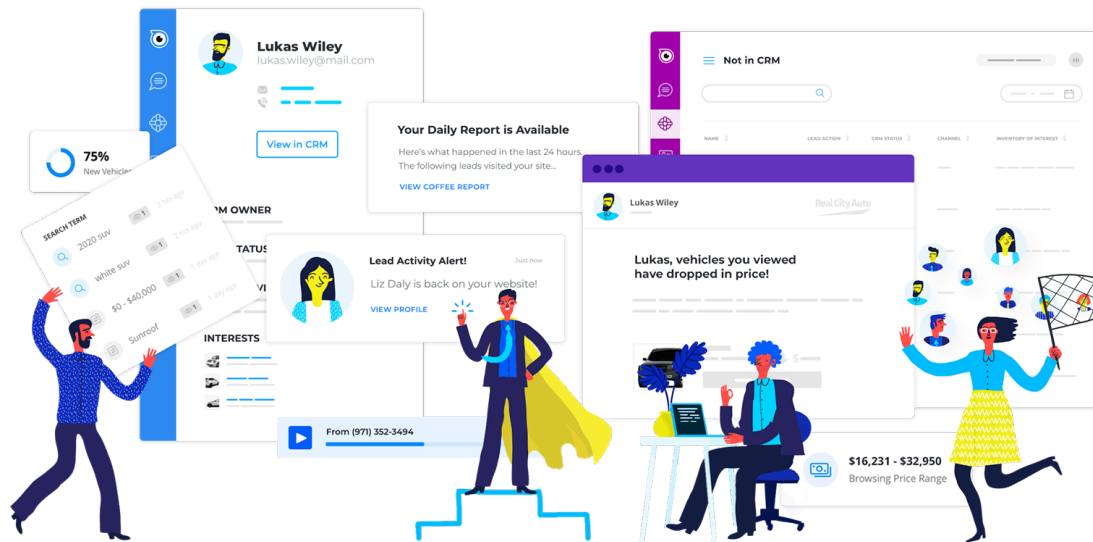 Lukas Wiley
lukas.wiley@mail.com
View in CRM
75%
New Vehicles
SEARCH TERM
2020 suv
1
2 hrs ago
white suv
1
2 hrs ago
$0 - $40,000
1
1 day ago
Sunroof
1
1 day ago
OWNER
STATUS
INTERESTS
Your Daily Report is Available
Here's what happened in the last 24 hours.
The following leads visited your site...
VIEW COFFEE REPORT
Lead Activity Alert!
Just now
Liz Daly is back on your website!
VIEW PROFILE
From (971) 352-3494
Not in CRM
HI
NAME
LEAD ACTION
CRM STATUS
CHANNEL
INVENTORY OF INTEREST
Lukas Wiley
Real City Auto
Lukas, vehicles you viewed
have dropped in price!
$
$16,231 - $32,950
Browsing Price Range